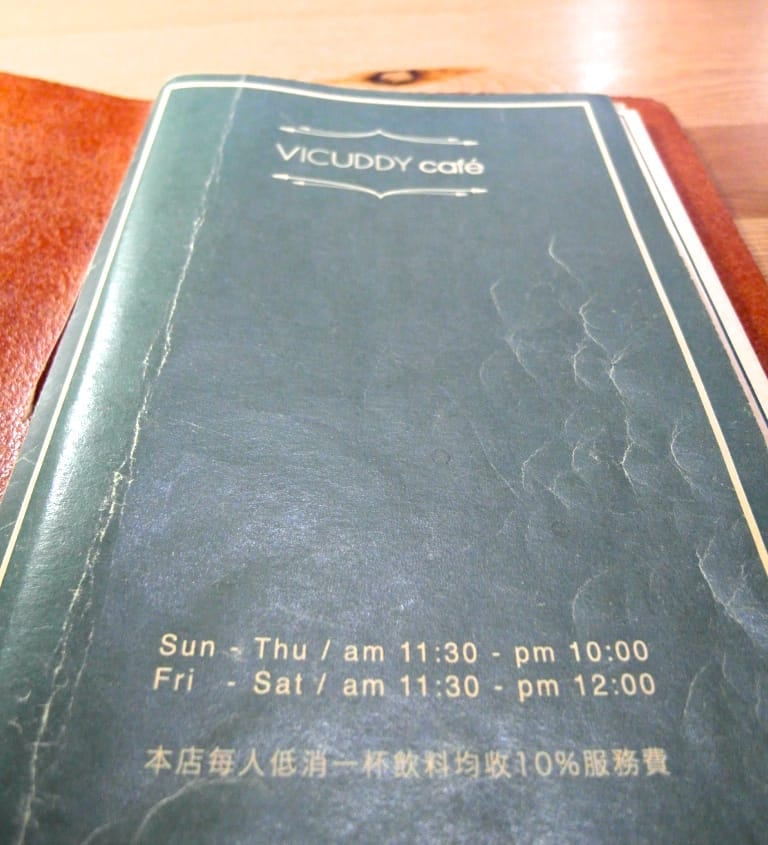 VICUDDY café
Sun - Thu / am 11:30 - pm 10:00
Fri - Sat / am 11:30 - pm 12:00
本店每人低消一杯飲料均收10%服務費